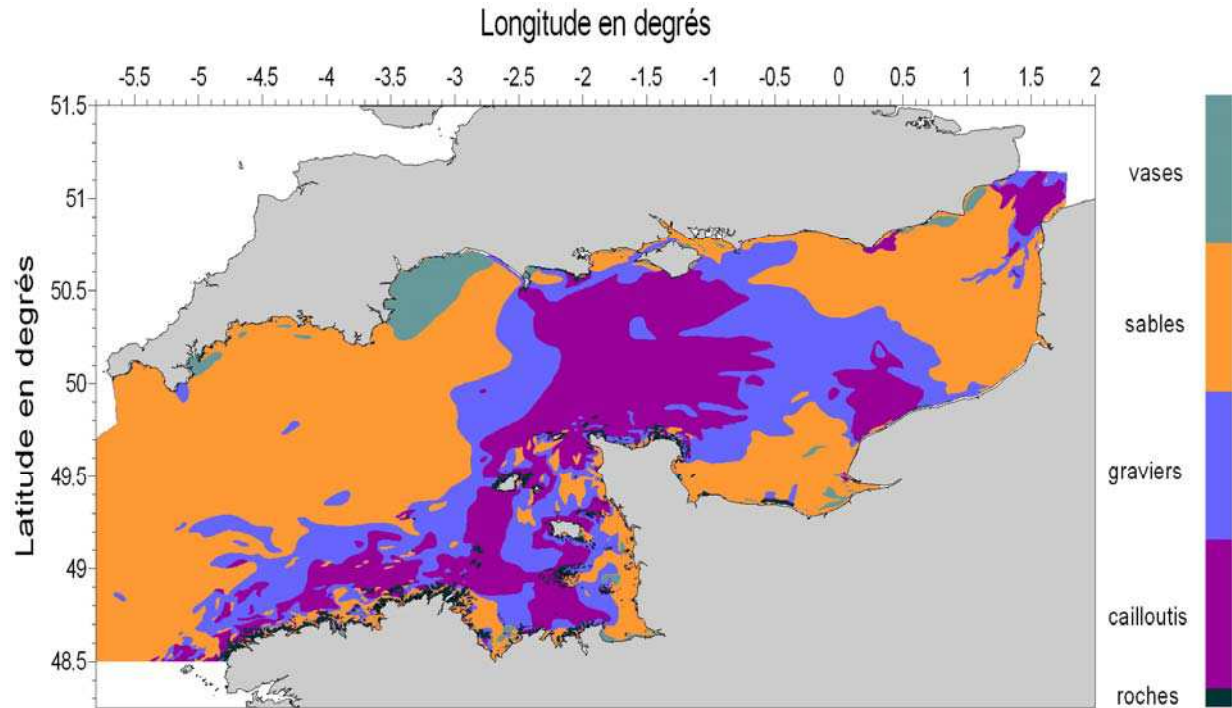 Longitude en degrés
-5.5 -5 -4.5 -4 -3.5 -3 -2.5 -2 -1.5 -1 -0.5 0 0.5 1 1.5 2
51.5
51
50.5
50
49.5
49
48.5
Latitude en degrés
vases
sables
graviers
cailloutis
roches